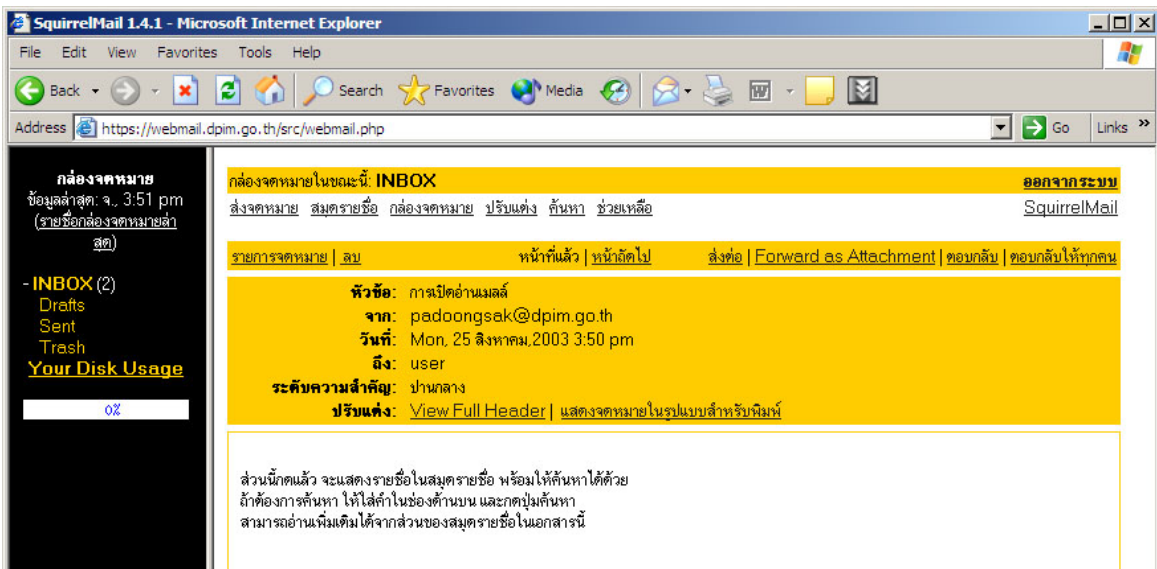 SquirrelMail 1.4.1 - Microsoft Internet Explorer
File Edit View Favorites Tools Help
Back Search Favorites Media
Address https://webmail.dpim.go.th/src/webmail.php Go Links »
กล่องจดหมาย
ข้อมูลล่าสุด: จ., 3:51 pm
(รายชื่อกล่องจดหมายล่า
สุด)
- INBOX (2)
Drafts
Sent
Trash
Your Disk Usage
0%
กล่องจดหมายในขณะนี้: INBOX ออกจากระบบ
ส่งจดหมาย สมุดรายชื่อ กล่องจดหมาย ปรับแต่ง ค้นหา ช่วยเหลือ SquirrelMail
รายการจดหมาย | ลบ หน้าที่แล้ว | หน้าถัดไป ส่งต่อ | Forward as Attachment | ตอบกลับ | ตอบกลับให้ทุกคน
หัวข้อ: การเปิดอ่านเมลล์
จาก: padoongsak@dpim.go.th
วันที่: Mon, 25 สิงหาคม,2003 3:50 pm
ถึง: user
ระดับความสำคัญ: ปานกลาง
ปรับแต่ง: View Full Header | แสดงจดหมายในรูปแบบสำหรับพิมพ์
ส่วนนี้กดแล้ว จะแสดงรายชื่อในสมุดรายชื่อ พร้อมให้ค้นหาได้ด้วย
ถ้าต้องการค้นหา ให้ใส่คำในช่องด้านบน และกดปุ่มค้นหา
สามารถอ่านเพิ่มเติมได้จากส่วนของสมุดรายชื่อในเอกสารนี้